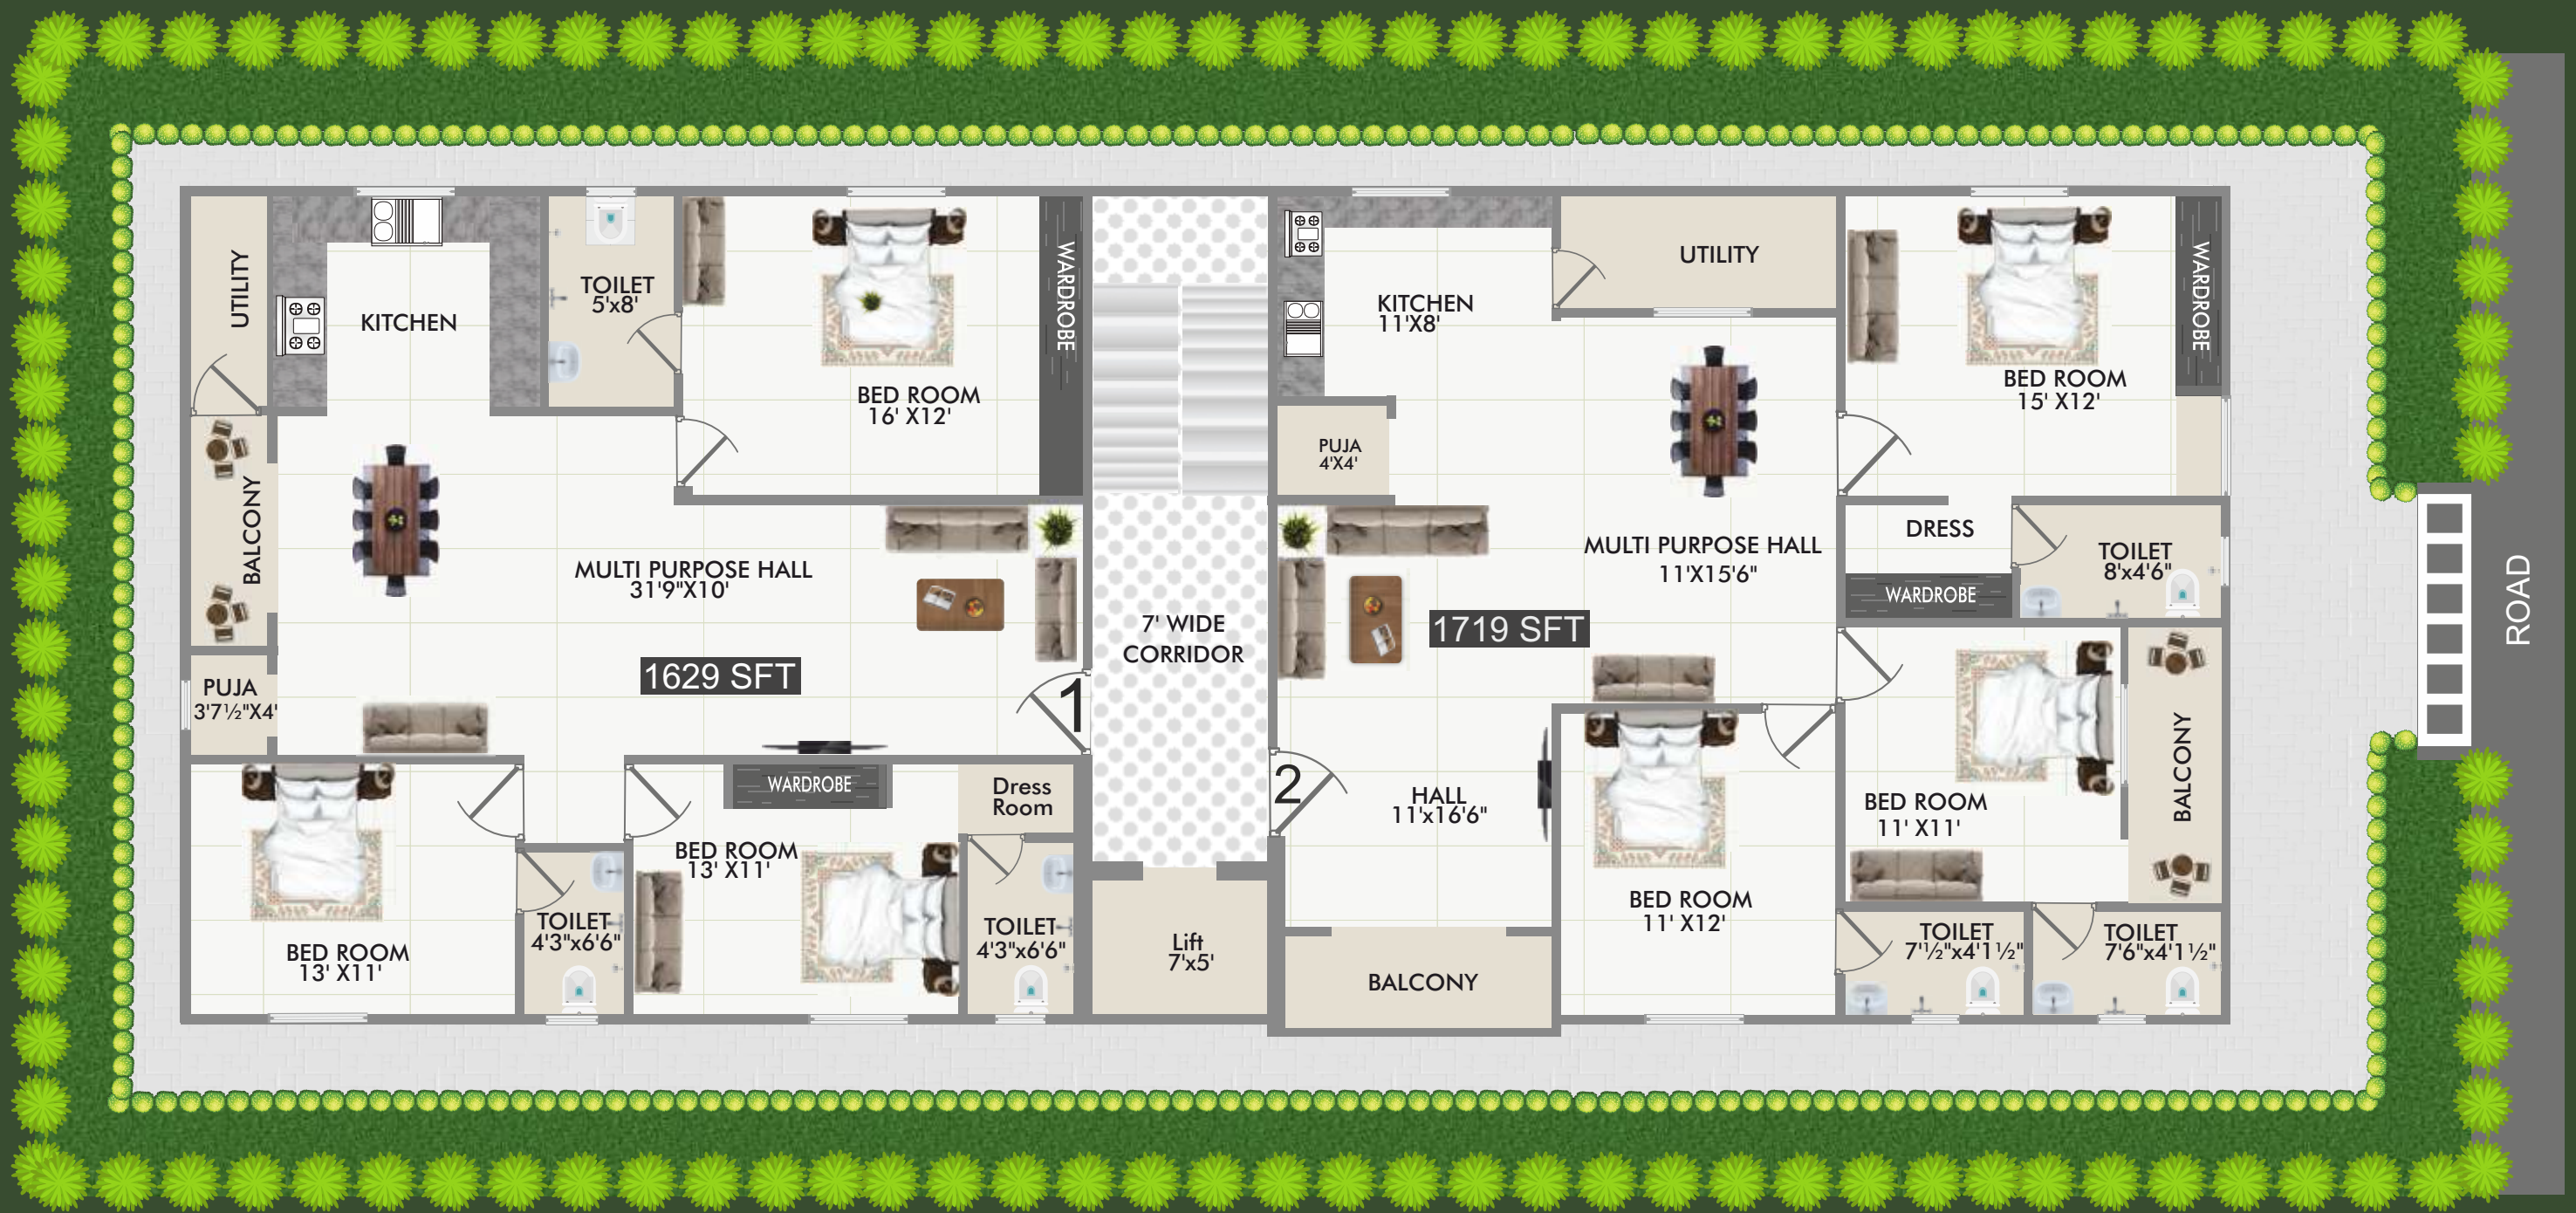 UTILITY
KITCHEN
TOILET
5'x8'
WARDROBE
BED ROOM
16' X12'
BALCONY
MULTI PURPOSE HALL
31'9"X10'
1629 SFT
PUJA
3'7½"X4'
1
BED ROOM
13' X11'
TOILET
4'3"x6'6"
WARDROBE
BED ROOM
13' X11'
Dress
Room
TOILET
4'3"x6'6"
7' WIDE
CORRIDOR
Lift
7'x5'
KITCHEN
11'X8'
UTILITY
PUJA
4'X4'
MULTI PURPOSE HALL
11'X15'6"
1719 SFT
2
HALL
11'x16'6"
BALCONY
BED ROOM
11' X12'
WARDROBE
BED ROOM
15' X12'
DRESS
WARDROBE
TOILET
8'x4'6"
BED ROOM
11' X11'
BALCONY
TOILET
7'½"x4'1½"
TOILET
7'6"x4'1½"
ROAD